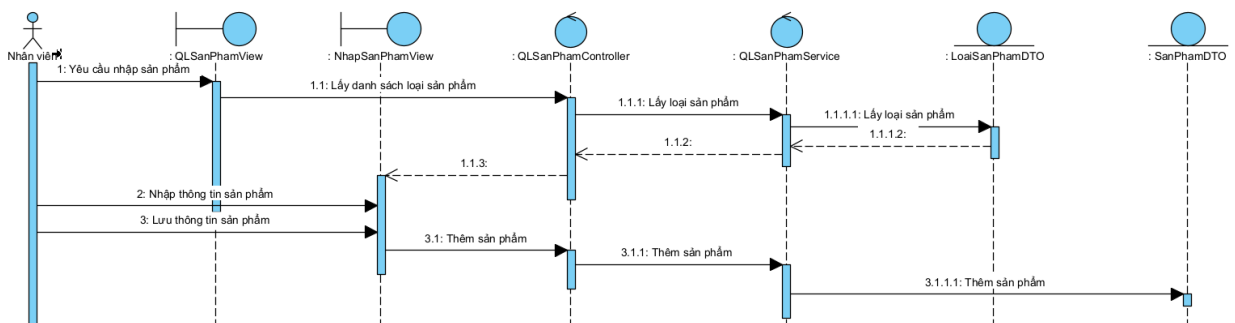 Nhân viên
: QLSanPhamView
: NhapSanPhamView
: QLSanPhamController
: QLSanPhamService
: LoaiSanPhamDTO
: SanPhamDTO
1: Yêu cầu nhập sản phẩm
1.1: Lấy danh sách loại sản phẩm
1.1.1: Lấy loại sản phẩm
1.1.1.1: Lấy loại sản phẩm
1.1.1.2:
1.1.2:
1.1.3:
2: Nhập thông tin sản phẩm
3: Lưu thông tin sản phẩm
3.1: Thêm sản phẩm
3.1.1: Thêm sản phẩm
3.1.1.1: Thêm sản phẩm